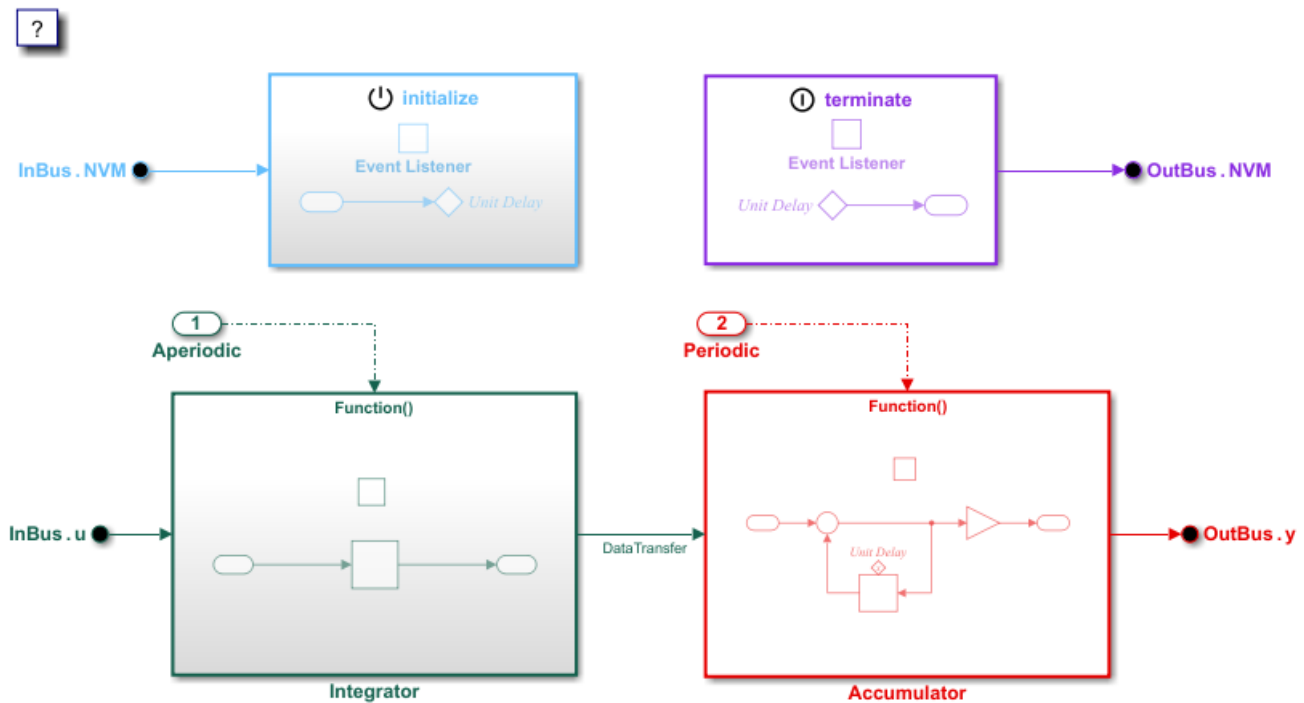 ?
initialize
Event Listener
InBus.NVM
Unit Delay
terminate
Event Listener
Unit Delay
OutBus.NVM
1
Aperiodic
2
Periodic
Function()
InBus.u
Integrator
DataTransfer
Function()
Unit Delay
OutBus.y
Accumulator